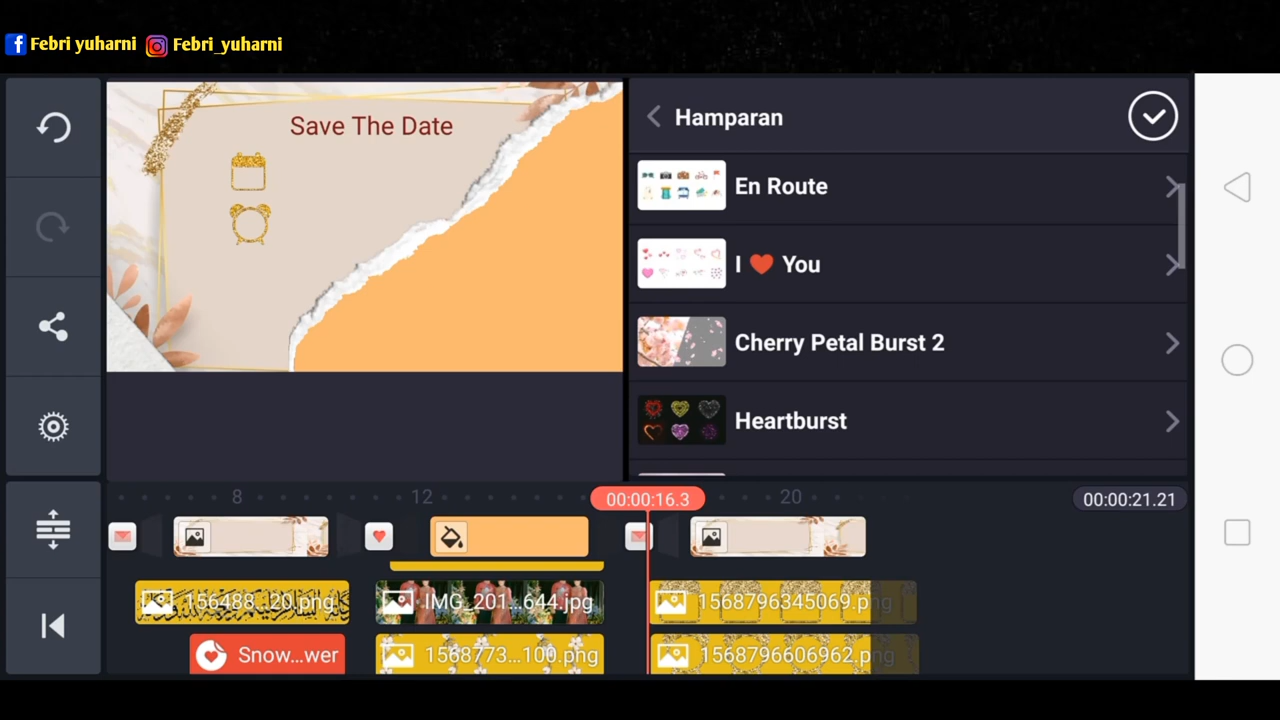 Febri yuharni Febri_yuharni
Save The Date
Hamparan
En Route
I ❤ You
Cherry Petal Burst 2
Heartburst
8 12 00:00:16.3 20 00:00:21.21
156488...20.png IMG_201...644.jpg 1568796345069.png
Snow...wer 1568773...100.png 1568796606962.png